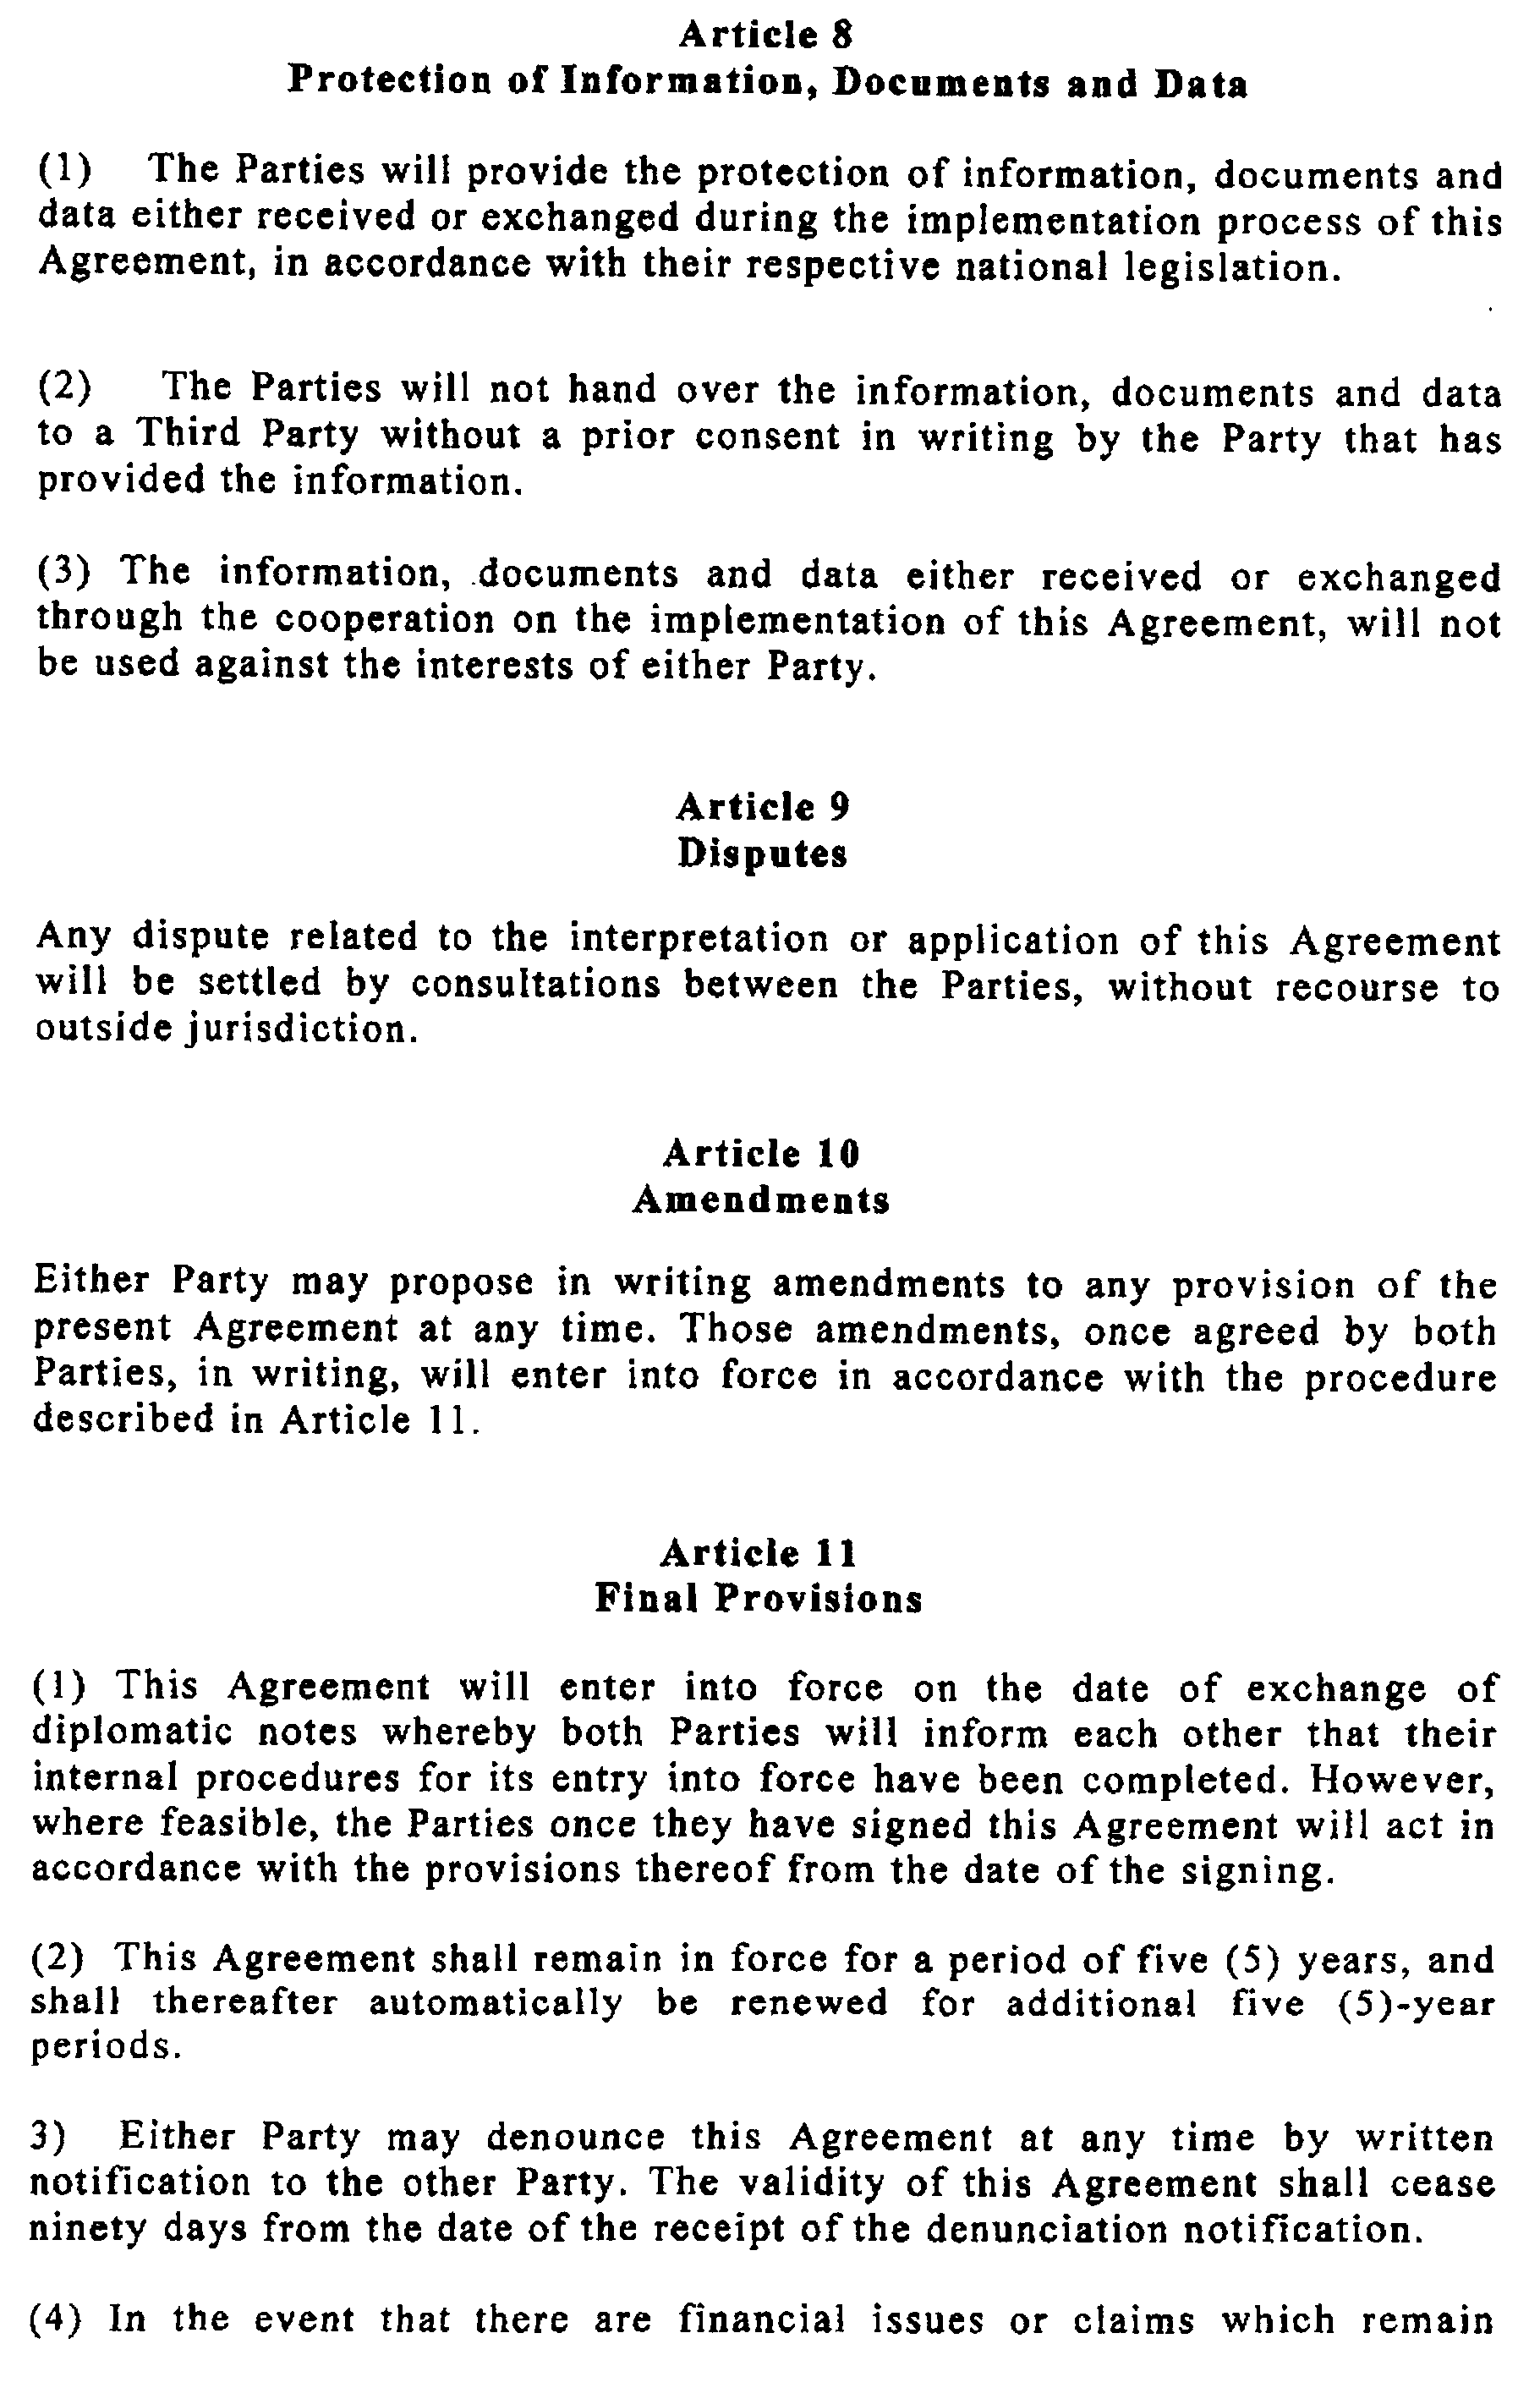 Article 8
Protection of Information, Documents and Data
(1) The Parties will provide the protection of information, documents and
data either received or exchanged during the implementation process of this
Agreement, in accordance with their respective national legislation.
(2) The Parties will not hand over the information, documents and data
to a Third Party without a prior consent in writing by the Party that has
provided the information.
(3) The information, documents and data either received or exchanged
through the cooperation on the implementation of this Agreement, will not
be used against the interests of either Party.
Article 9
Disputes
Any dispute related to the interpretation or application of this Agreement
will be settled by consultations between the Parties, without recourse to
outside jurisdiction.
Article 10
Amendments
Either Party may propose in writing amendments to any provision of the
present Agreement at any time. Those amendments, once agreed by both
Parties, in writing, will enter into force in accordance with the procedure
described in Article 11.
Article 11
Final Provisions
(1) This Agreement will enter into force on the date of exchange of
diplomatic notes whereby both Parties will inform each other that their
internal procedures for its entry into force have been completed. However,
where feasible, the Parties once they have signed this Agreement will act in
accordance with the provisions thereof from the date of the signing.
(2) This Agreement shall remain in force for a period of five (5) years, and
shall thereafter automatically be renewed for additional five (5)-year
periods.
3) Either Party may denounce this Agreement at any time by written
notification to the other Party. The validity of this Agreement shall cease
ninety days from the date of the receipt of the denunciation notification.
(4) In the event that there are financial issues or claims which remain